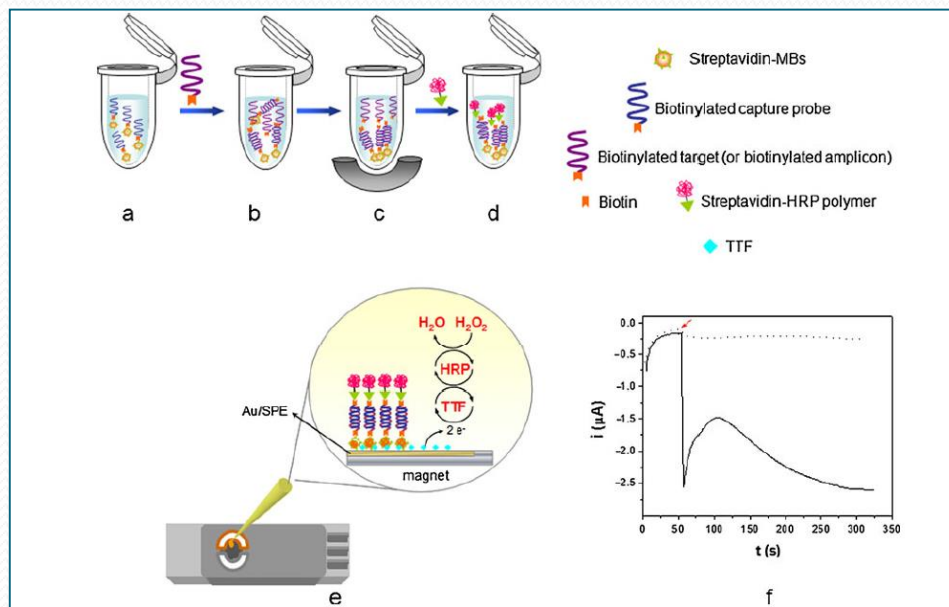 Streptavidin-MBs
Biotinylated capture probe
Biotinylated target (or biotinylated amplicon)
Biotin
Streptavidin-HRP polymer
TTF
a
b
c
d
H₂O H₂O₂
HRP
TTF
2 e⁻
Au/SPE
magnet
e
i (µA)
0.0
-0.5
-1.0
-1.5
-2.0
-2.5
0 50 100 150 200 250 300 350
t (s)
f